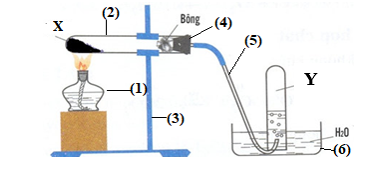 X
(2)
Bông
(4)
(5)
Y
(1)
(3)
H₂O
(6)